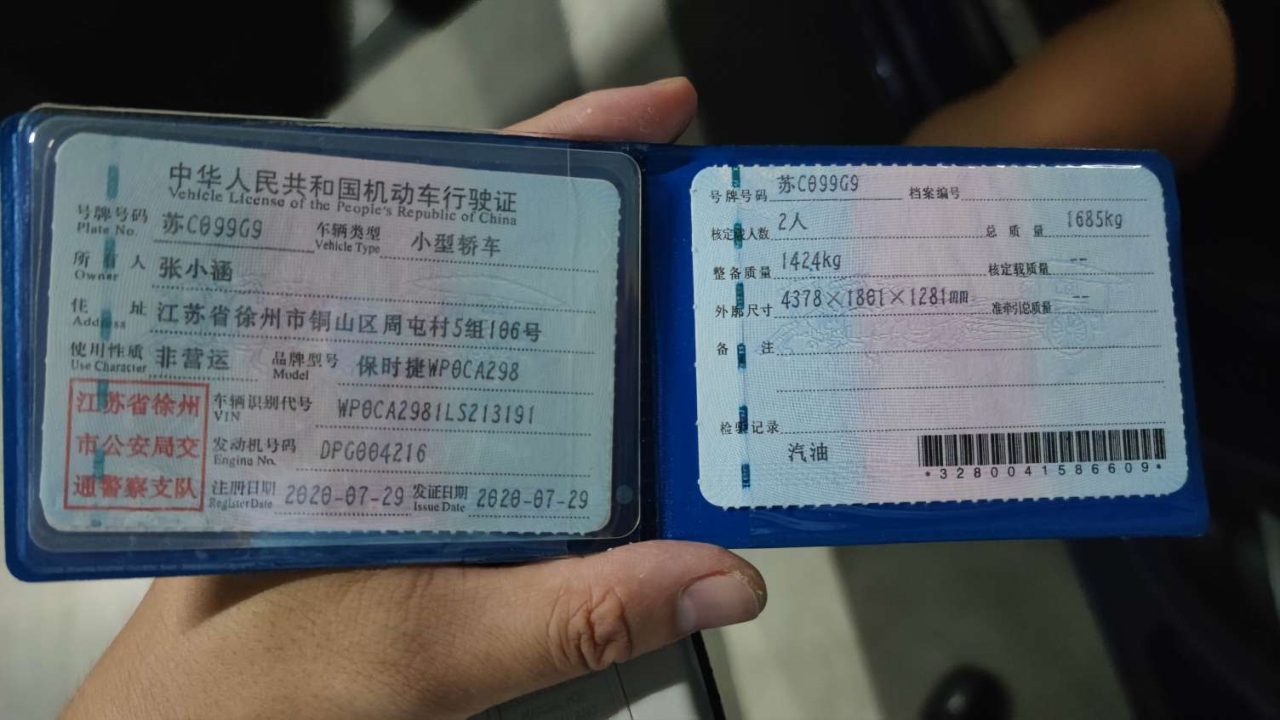 中华人民共和国机动车行驶证
Vehicle License of the People's Republic of China
号牌号码 苏C099G9 车辆类型 小型轿车
Plate No. Vehicle Type
所有人 张小涵
Owner
住址 江苏省徐州市铜山区周屯村5组106号
Address
使用性质 非营运 品牌型号 保时捷WP0CA298
Use Character Model
江苏省徐州
市公安局交
通警察支队
车辆识别代号 WP0CA2981LS213191
VIN
发动机号码 DPG004216
Engine No.
注册日期 2020-07-29 发证日期 2020-07-29
Register Date Issue Date
号牌号码 苏C099G9 档案编号
核定载人数 2人 总质量 1685kg
整备质量 1424kg 核定载质量 --
外廓尺寸 4378×1801×1281mm 准牵引总质量 --
备注
检验记录
汽油
*3280041586609*